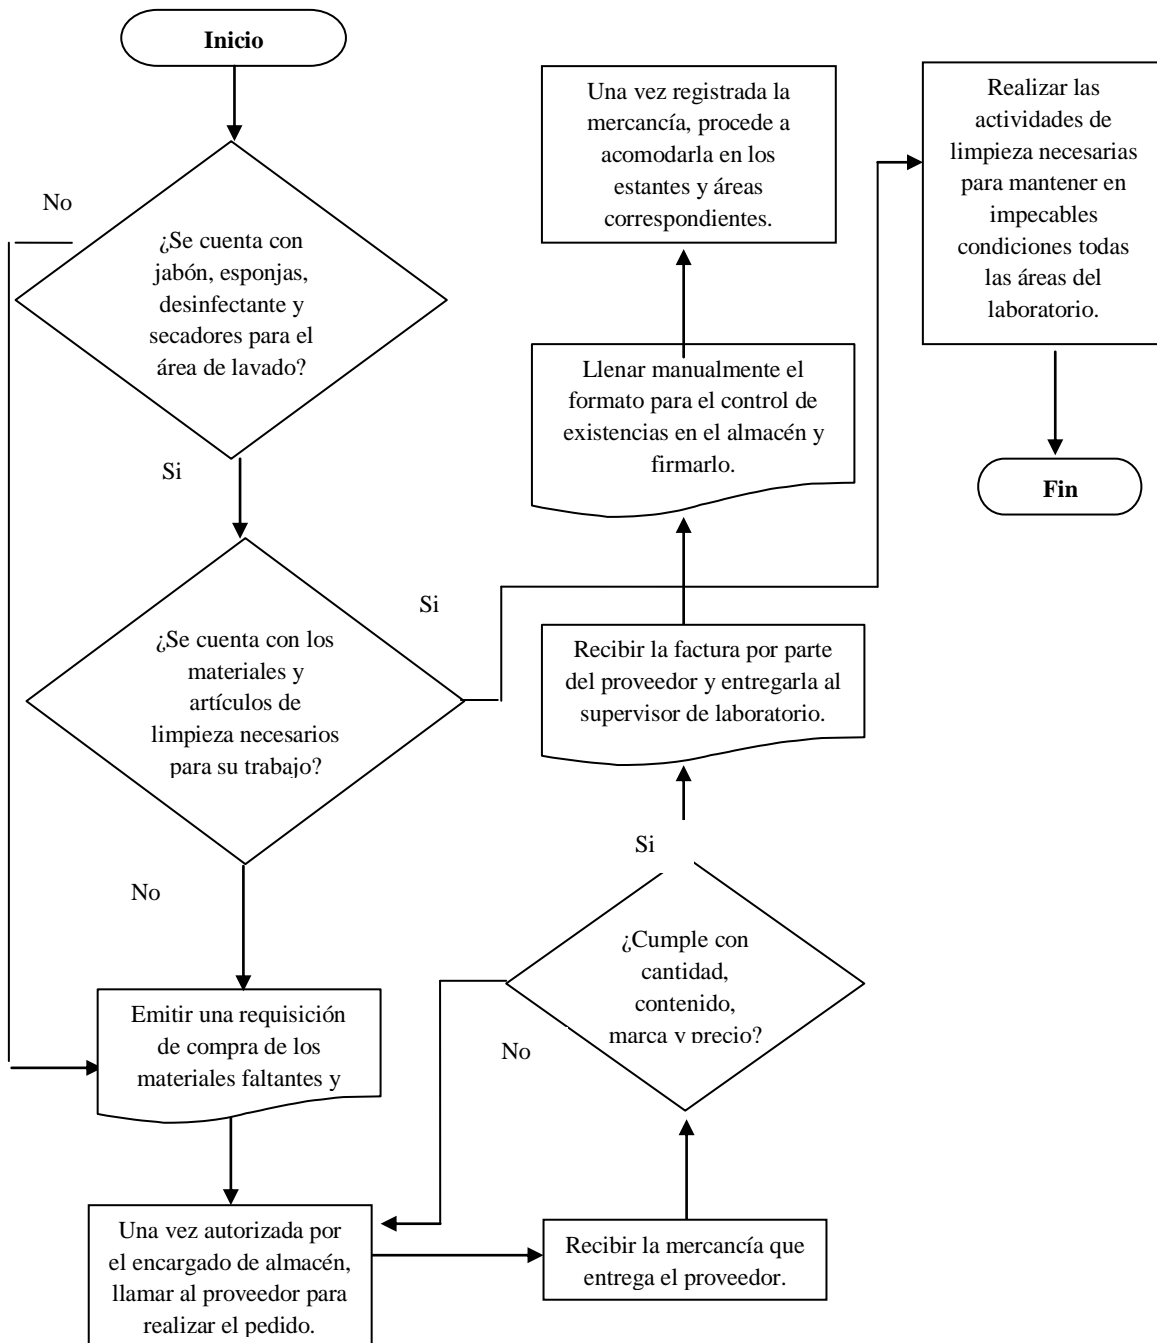 Inicio
No
¿Se cuenta con
jabón, esponjas,
desinfectante y
secadores para el
área de lavado?
Si
¿Se cuenta con los
materiales y
artículos de
limpieza necesarios
para su trabajo?
Si
No
Emitir una requisición
de compra de los
materiales faltantes y
Una vez autorizada por
el encargado de almacén,
llamar al proveedor para
realizar el pedido.
Recibir la mercancía que
entrega el proveedor.
¿Cumple con
cantidad,
contenido,
marca y precio?
No
Si
Recibir la factura por parte
del proveedor y entregarla al
supervisor de laboratorio.
Llenar manualmente el
formato para el control de
existencias en el almacén y
firmarlo.
Una vez registrada la
mercancía, procede a
acomodarla en los
estantes y áreas
correspondientes.
Realizar las
actividades de
limpieza necesarias
para mantener en
impecables
condiciones todas
las áreas del
laboratorio.
Fin